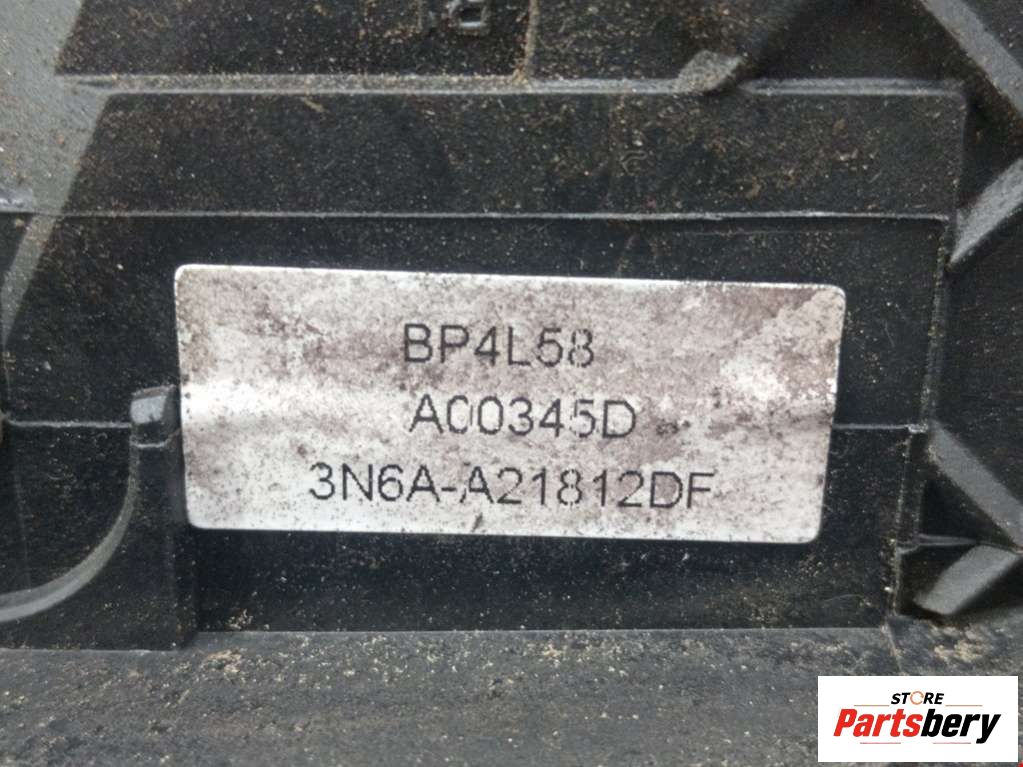 BP4L58
A00345D
3N6A-A21812DF
STORE
Partsbery